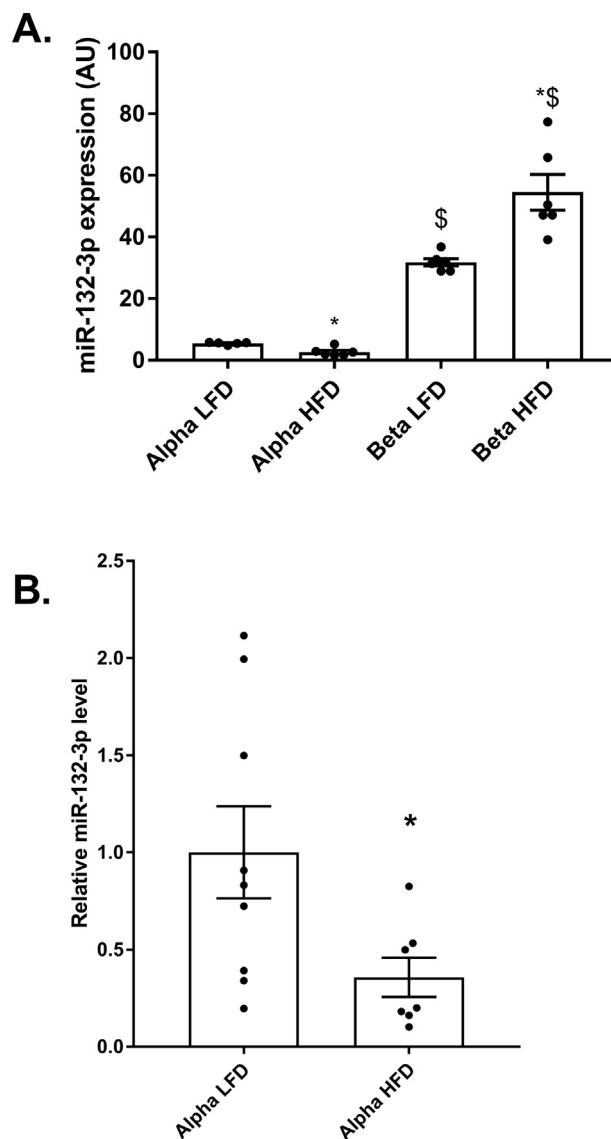 A.
miR-132-3p expression (AU)
100
80
60
40
20
0
*
$
*$
Alpha LFD
Alpha HFD
Beta LFD
Beta HFD
B.
Relative miR-132-3p level
2.5
2.0
1.5
1.0
0.5
0.0
*
Alpha LFD
Alpha HFD